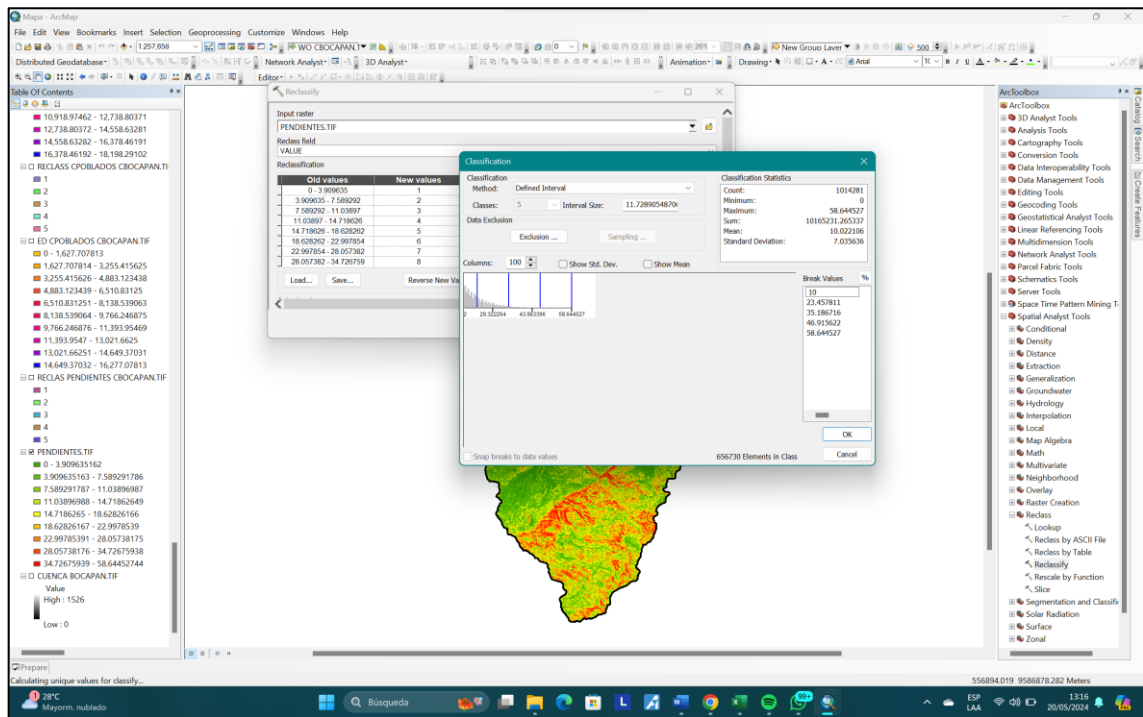 Mapa - ArcMap
File Edit View Bookmarks Insert Selection Geoprocessing Customize Windows Help
1:257,658
WO CBOCAPAN.T
26%
New Group Layer
500
Distributed Geodatabase
Network Analyst
3D Analyst
Animation
Drawing
Arial
Editor
Table Of Contents
10,918.97462 - 12,738.80371
12,738.80372 - 14,558.63281
14,558.63282 - 16,378.46191
16,378.46192 - 18,198.29102
RECLASS CPOBLADOS CBOCAPAN.TI
1
2
3
4
5
ED CPOBLADOS CBOCAPAN.TIF
0 - 1,627.707813
1,627.707814 - 3,255.415625
3,255.415626 - 4,883.123438
4,883.123439 - 6,510.83125
6,510.831251 - 8,138.539063
8,138.539064 - 9,766.246875
9,766.246876 - 11,393.95469
11,393.9547 - 13,021.6625
13,021.66251 - 14,649.37031
14,649.37032 - 16,277.07813
RECLAS PENDIENTES CBOCAPAN.TIF
1
2
3
4
5
PENDIENTES.TIF
0 - 3.909635162
3.909635163 - 7.589291786
7.589291787 - 11.03896987
11.03896988 - 14.71862649
14.7186265 - 18.62826166
18.62826167 - 22.9978539
22.99785391 - 28.05738175
28.05738176 - 34.72675938
34.72675939 - 58.64452744
CUENCA BOCAPAN.TIF
Value
High : 1526
Low : 0
Reclassify
Input raster
PENDIENTES.TIF
Reclass field
VALUE
Reclassification
Old values New values
0 - 3.909635 1
3.909635 - 7.589292 2
7.589292 - 11.03897 3
11.03897 - 14.718626 4
14.718626 - 18.628262 5
18.628262 - 22.997854 6
22.997854 - 28.057382 7
28.057382 - 34.726759 8
Load... Save... Reverse New Va
Classification
Classification
Method: Defined Interval
Classes: 5 Interval Size: 11.7289054870
Data Exclusion
Exclusion ... Sampling ...
Columns: 100 Show Std. Dev. Show Mean
Classification Statistics
Count: 1014281
Minimum: 0
Maximum: 58.644527
Sum: 10165231.265337
Mean: 10.022106
Standard Deviation: 7.035636
2 29.322264 43.983396 58.644527
Break Values %
10
23.457811
35.186716
46.915622
58.644527
OK
Snap breaks to data values 656730 Elements in Class Cancel
ArcToolbox
ArcToolbox
3D Analyst Tools
Analysis Tools
Cartography Tools
Conversion Tools
Data Interoperability Tools
Data Management Tools
Editing Tools
Geocoding Tools
Geostatistical Analyst Tools
Linear Referencing Tools
Multidimension Tools
Network Analyst Tools
Parcel Fabric Tools
Schematics Tools
Server Tools
Space Time Pattern Mining T
Spatial Analyst Tools
Conditional
Density
Distance
Extraction
Generalization
Groundwater
Hydrology
Interpolation
Local
Map Algebra
Math
Multivariate
Neighborhood
Overlay
Raster Creation
Reclass
Lookup
Reclass by ASCII File
Reclass by Table
Reclassify
Rescale by Function
Slice
Segmentation and Classifi
Solar Radiation
Surface
Zonal
Catalog
Search
Create Features
Prepare
Calculating unique values for classify... 556894.019 9586878.282 Meters
1
28°C
Mayorm. nublado
Búsqueda
L
99+
ESP
LAA
13:16
20/05/2024